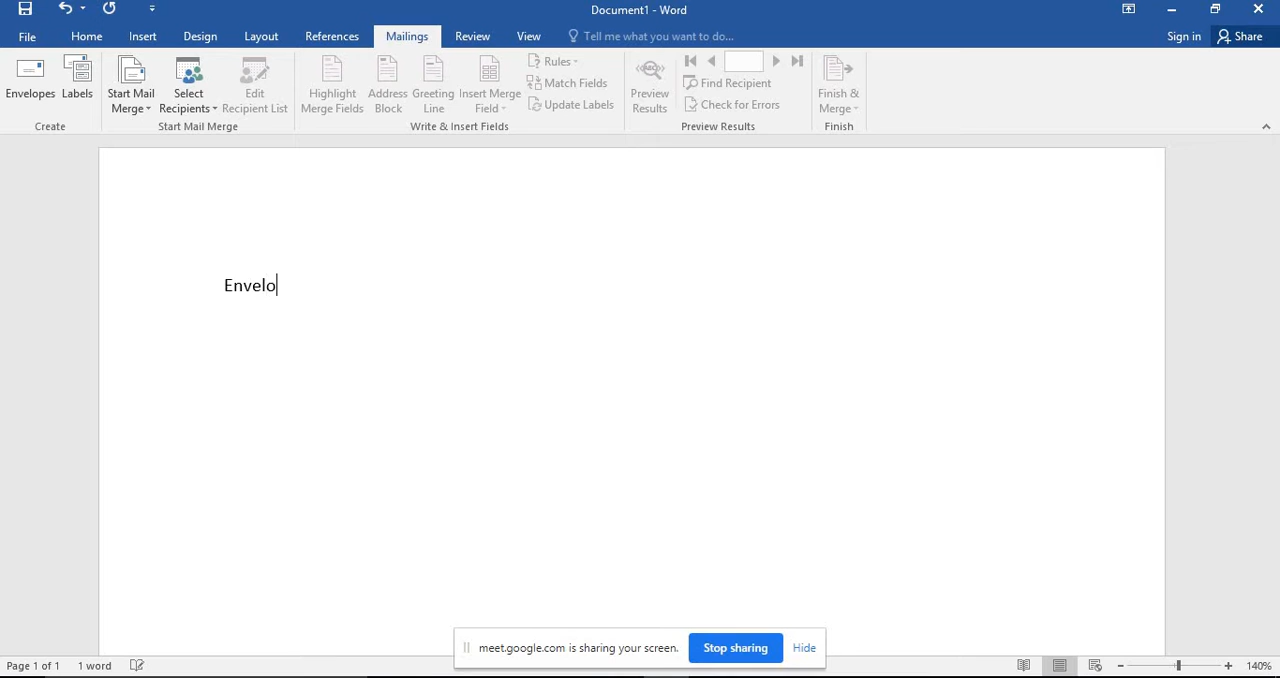 Document1 - Word
File Home Insert Design Layout References Mailings Review View Tell me what you want to do... Sign in Share
Envelopes Labels Start Mail Merge Select Recipients Edit Recipient List Highlight Merge Fields Address Block Greeting Line Insert Merge Field Rules Match Fields Update Labels Preview Results Find Recipient Check for Errors Finish & Merge
Create Start Mail Merge Write & Insert Fields Preview Results Finish
Envelo
meet.google.com is sharing your screen. Stop sharing Hide
Page 1 of 1 1 word 140%